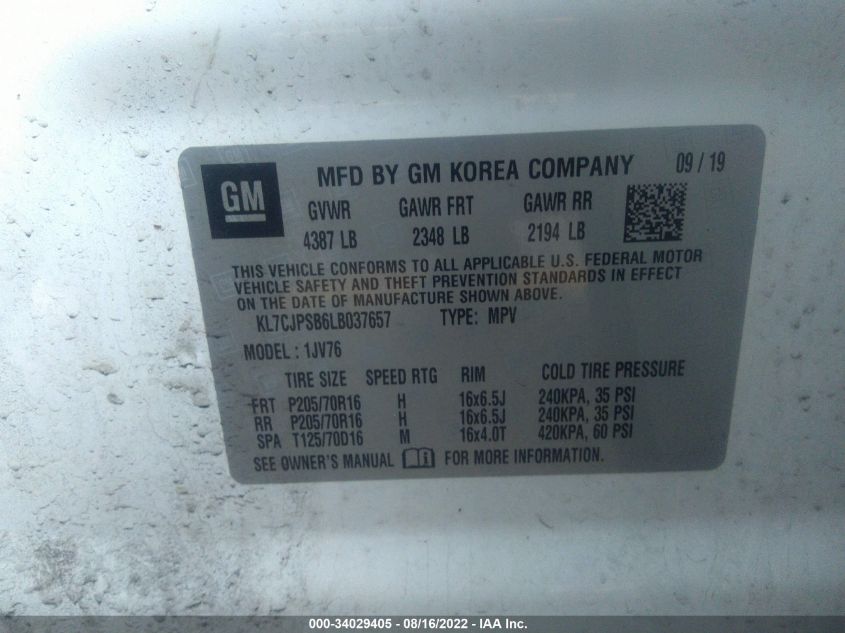 GM
MFD BY GM KOREA COMPANY 09 / 19
GVWR GAWR FRT GAWR RR
4387 LB 2348 LB 2194 LB
THIS VEHICLE CONFORMS TO ALL APPLICABLE U.S. FEDERAL MOTOR
VEHICLE SAFETY AND THEFT PREVENTION STANDARDS IN EFFECT
ON THE DATE OF MANUFACTURE SHOWN ABOVE.
KL7CJPSB6LB037657 TYPE: MPV
MODEL : 1JV76
TIRE SIZE SPEED RTG RIM COLD TIRE PRESSURE
FRT P205/70R16 H 16x6.5J 240KPA, 35 PSI
RR P205/70R16 H 16x6.5J 240KPA, 35 PSI
SPA T125/70D16 M 16x4.0T 420KPA, 60 PSI
SEE OWNER'S MANUAL FOR MORE INFORMATION.
000-34029405 - 08/16/2022 - IAA Inc.